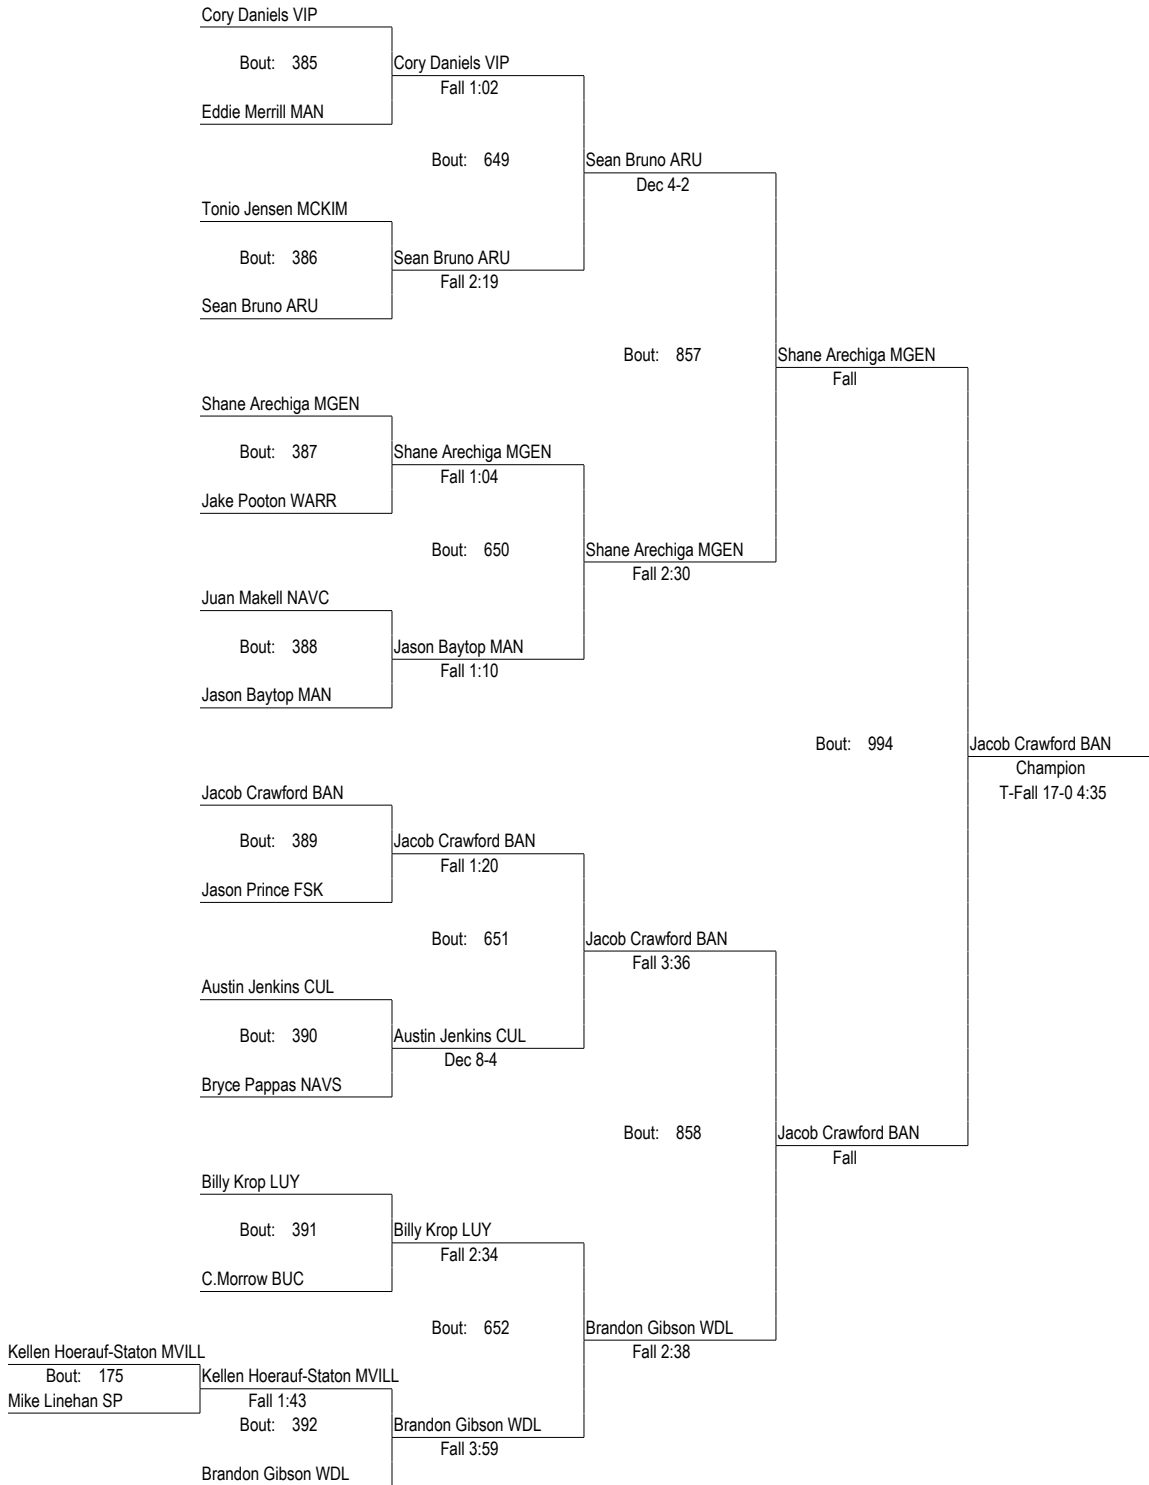 Cory Daniels VIP
Bout: 385
Cory Daniels VIP
Fall 1:02
Eddie Merrill MAN
Bout: 649
Sean Bruno ARU
Dec 4-2
Tonio Jensen MCKIM
Bout: 386
Sean Bruno ARU
Fall 2:19
Sean Bruno ARU
Bout: 857
Shane Arechiga MGEN
Fall
Shane Arechiga MGEN
Bout: 387
Shane Arechiga MGEN
Fall 1:04
Jake Pooton WARR
Bout: 650
Shane Arechiga MGEN
Fall 2:30
Juan Makell NAVC
Bout: 388
Jason Baytop MAN
Fall 1:10
Jason Baytop MAN
Bout: 994
Jacob Crawford BAN
Champion
T-Fall 17-0 4:35
Jacob Crawford BAN
Bout: 389
Jacob Crawford BAN
Fall 1:20
Jason Prince FSK
Bout: 651
Jacob Crawford BAN
Fall 3:36
Austin Jenkins CUL
Bout: 390
Austin Jenkins CUL
Dec 8-4
Bryce Pappas NAVS
Bout: 858
Jacob Crawford BAN
Fall
Billy Krop LUY
Bout: 391
Billy Krop LUY
Fall 2:34
C.Morrow BUC
Bout: 652
Brandon Gibson WDL
Fall 2:38
Kellen Hoerauf-Staton MVILL
Bout: 175
Kellen Hoerauf-Staton MVILL
Mike Linehan SP
Fall 1:43
Bout: 392
Brandon Gibson WDL
Fall 3:59
Brandon Gibson WDL